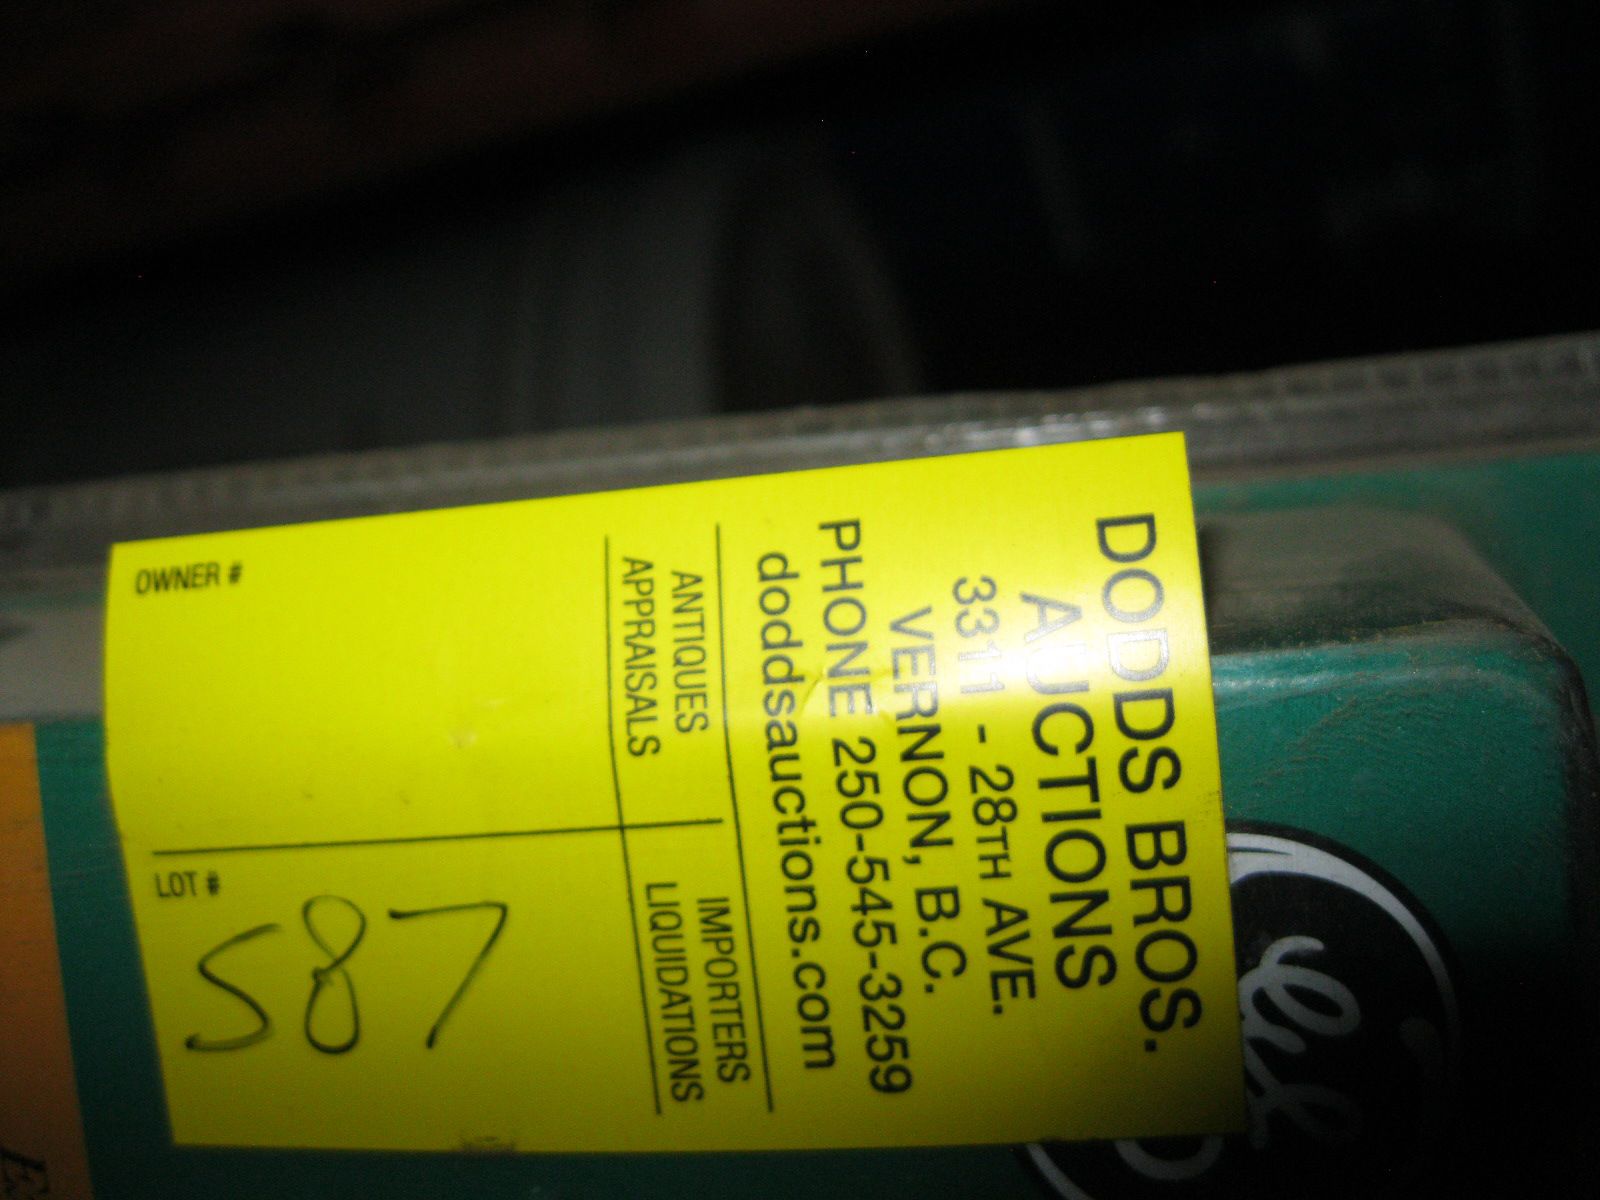 DODDS BROS.
AUCTIONS
3311 - 28TH AVE.
VERNON, B.C.
PHONE 250-545-3259
doddsauctions.com
ANTIQUES
APPRAISALS
IMPORTERS
LIQUIDATIONS
OWNER #
LOT #
587